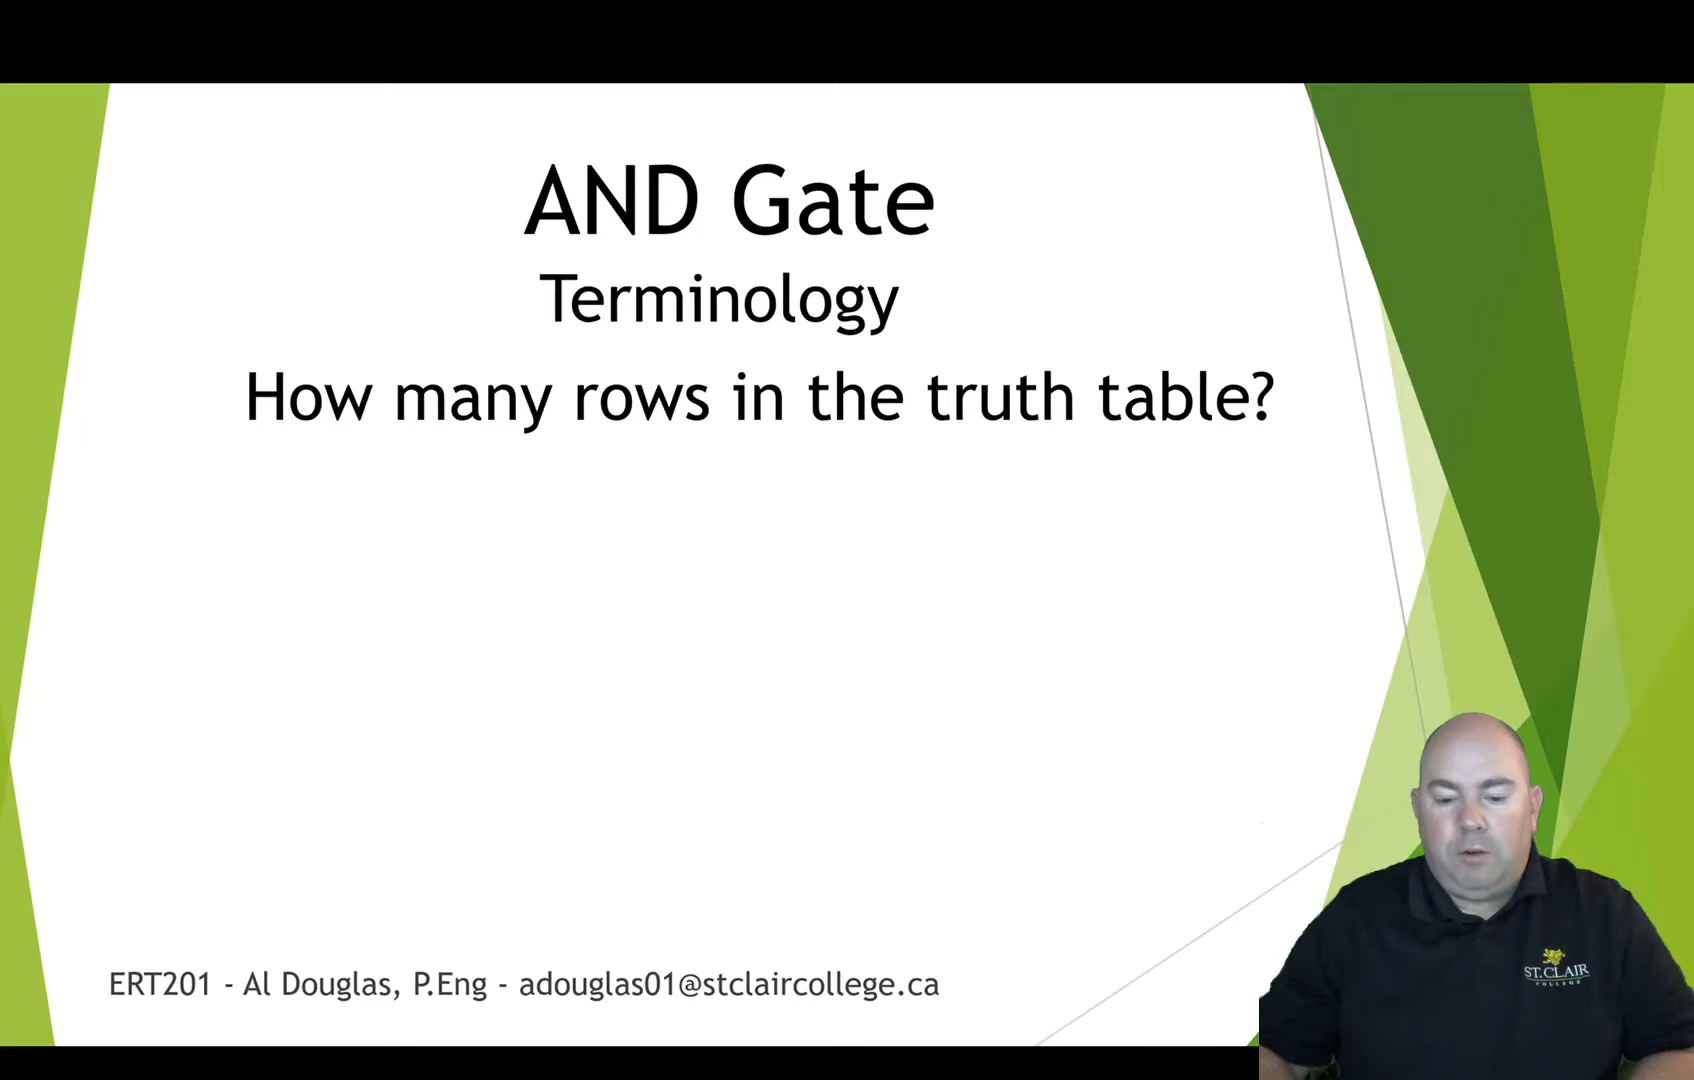 AND Gate
Terminology
How many rows in the truth table?
ERT201 - Al Douglas, P.Eng - adouglas01@stclaircollege.ca
ST. CLAIR
COLLEGE